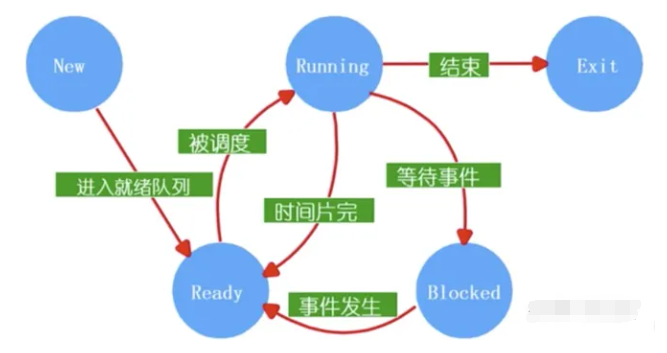 New
Running
结束
Exit
被调度
进入就绪队列
等待事件
时间片完
Ready
事件发生
Blocked